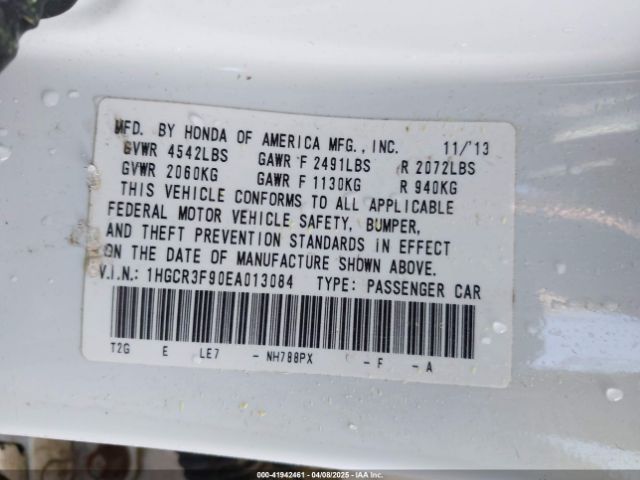 MFD. BY HONDA OF AMERICA MFG., INC. 11/'13
GVWR 4542LBS GAWR F 2491LBS R 2072LBS
GVWR 2060KG GAWR F 1130KG R 940KG
THIS VEHICLE CONFORMS TO ALL APPLICABLE
FEDERAL MOTOR VEHICLE SAFETY, BUMPER,
AND THEFT PREVENTION STANDARDS IN EFFECT
ON THE DATE OF MANUFACTURE SHOWN ABOVE.
V.I.N.: 1HGCR3F90EA013084 TYPE: PASSENGER CAR
T2G E LE7 - NH788PX - F - A
000-41942461 - 04/08/2025 - IAAI.COM